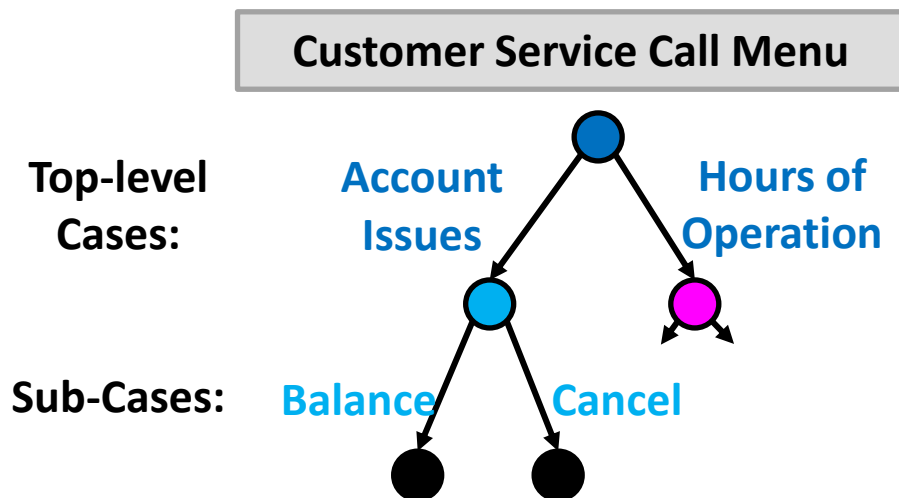 Customer Service Call Menu
Top-level
Cases:
Account
Issues
Hours of
Operation
Sub-Cases:
Balance
Cancel